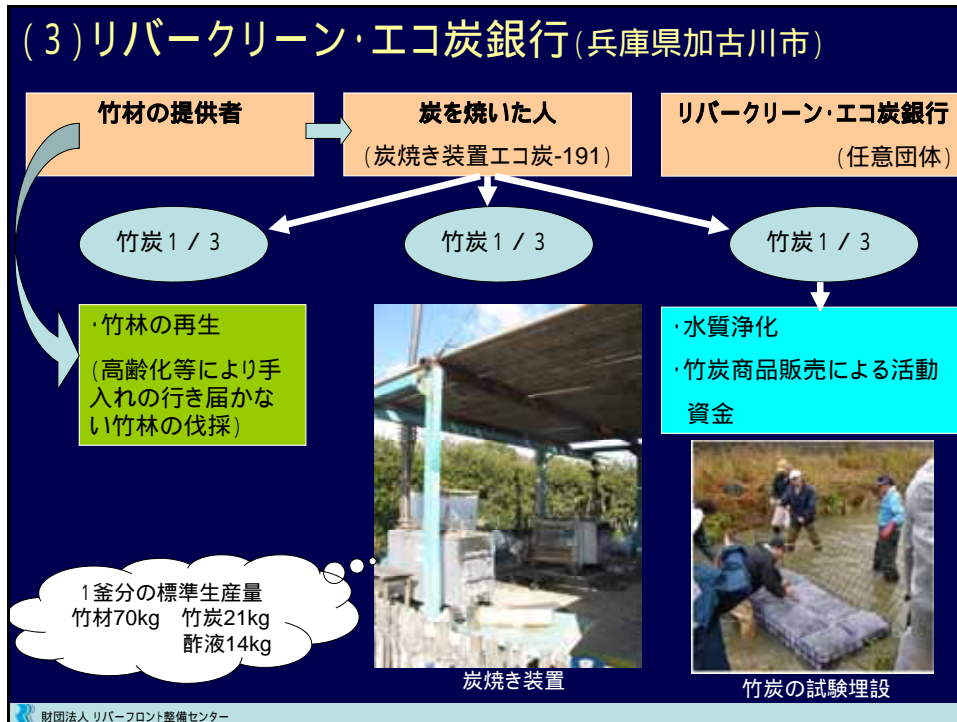 (3)リバークリーン・エコ炭銀行(兵庫県加古川市)
竹材の提供者
炭を焼いた人
(炭焼き装置エコ炭-191)
リバークリーン・エコ炭銀行
(任意団体)
竹炭1/3
竹炭1/3
竹炭1/3
・竹林の再生
(高齢化等により手
入れの行き届かな
い竹林の伐採)
・水質浄化
・竹炭商品販売による活動
資金
1釜分の標準生産量
竹材70kg 竹炭21kg
酢液14kg
炭焼き装置
竹炭の試験埋設
財団法人 リバーフロント整備センター